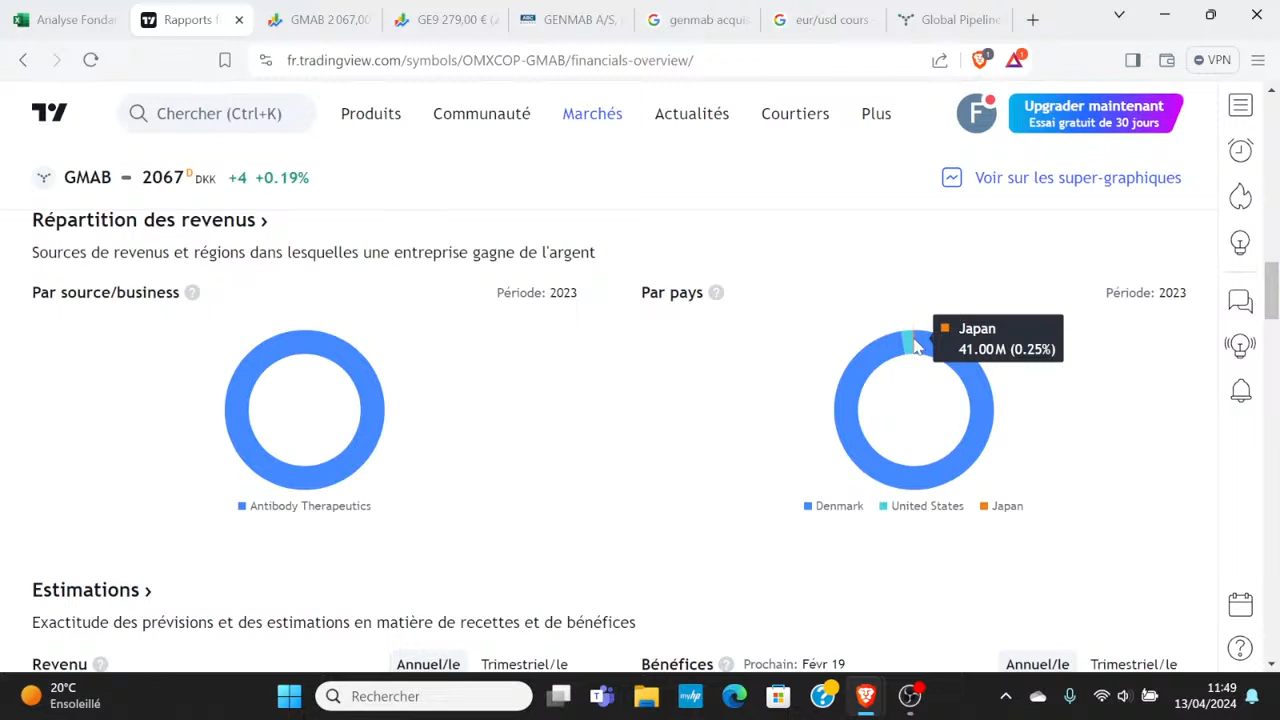 Analyse Fondar
Rapports f
GMAB 2 067,00
GE9 279,00 € (
GENMAB A/S,
genmab acquis
eur/usd cours
Global Pipeline
fr.tradingview.com/symbols/OMXCOP-GMAB/financials-overview/
1
1
VPN
Chercher (Ctrl+K)
Produits
Communauté
Marchés
Actualités
Courtiers
Plus
F
Upgrader maintenant
Essai gratuit de 30 jours
GMAB
2067 D DKK +4 +0.19%
Voir sur les super-graphiques
Répartition des revenus ›
Sources de revenus et régions dans lesquelles une entreprise gagne de l'argent
Par source/business ?
Période: 2023
Par pays ?
Période: 2023
Japan
41.00 M (0.25%)
Antibody Therapeutics
Denmark
United States
Japan
Estimations ›
Exactitude des prévisions et des estimations en matière de recettes et de bénéfices
Revenu ?
Annuel/le
Trimestriel/le
Bénéfices ?
Prochain: Févr 19
Annuel/le
Trimestriel/le
20°C
Ensoleillé
Rechercher
11:49
13/04/2024